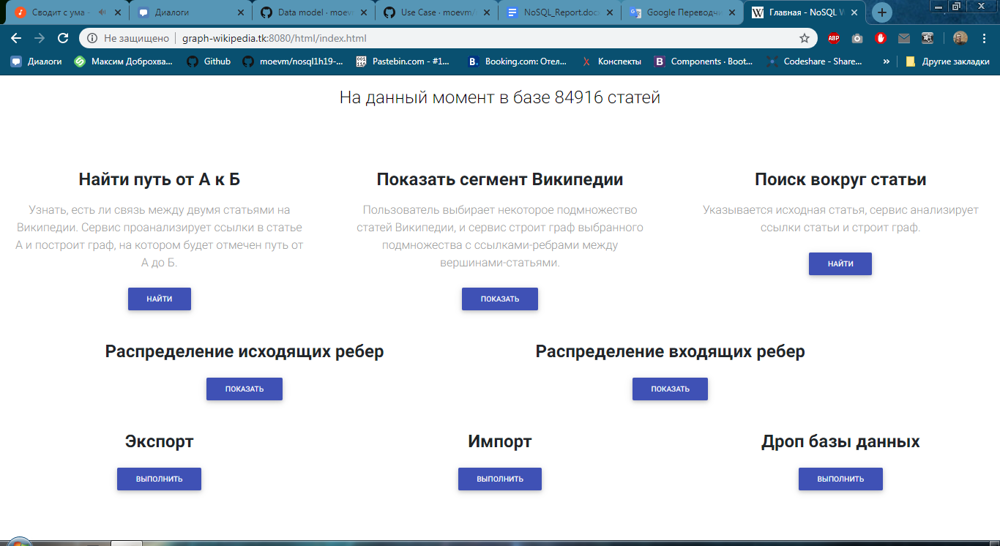 Сводит с ума -
Диалоги
Data model · moevm
Use Case · moevm/
NoSQL_Report.docx
Google Переводчи
Главная - NoSQL W
Не защищено
graph-wikipedia.tk:8080/html/index.html
ABP
Диалоги
Максим Доброхва...
Github
moevm/nosql1h19-...
Pastebin.com - #1...
Booking.com: Отел...
Конспекты
Components · Boot...
Codeshare - Share...
»
Другие закладки
На данный момент в базе 84916 статей
Найти путь от А к Б
Узнать, есть ли связь между двумя статьями на
Википедии. Сервис проанализирует ссылки в статье
А и построит граф, на котором будет отмечен путь от
А до Б.
НАЙТИ
Показать сегмент Википедии
Пользователь выбирает некоторое подмножество
статей Википедии, и сервис строит граф выбранного
подмножества с ссылками-ребрами между
вершинами-статьями.
ПОКАЗАТЬ
Поиск вокруг статьи
Указывается исходная статья, сервис анализирует
ссылки статьи и строит граф.
НАЙТИ
Распределение исходящих ребер
ПОКАЗАТЬ
Распределение входящих ребер
ПОКАЗАТЬ
Экспорт
ВЫПОЛНИТЬ
Импорт
ВЫПОЛНИТЬ
Дроп базы данных
ВЫПОЛНИТЬ